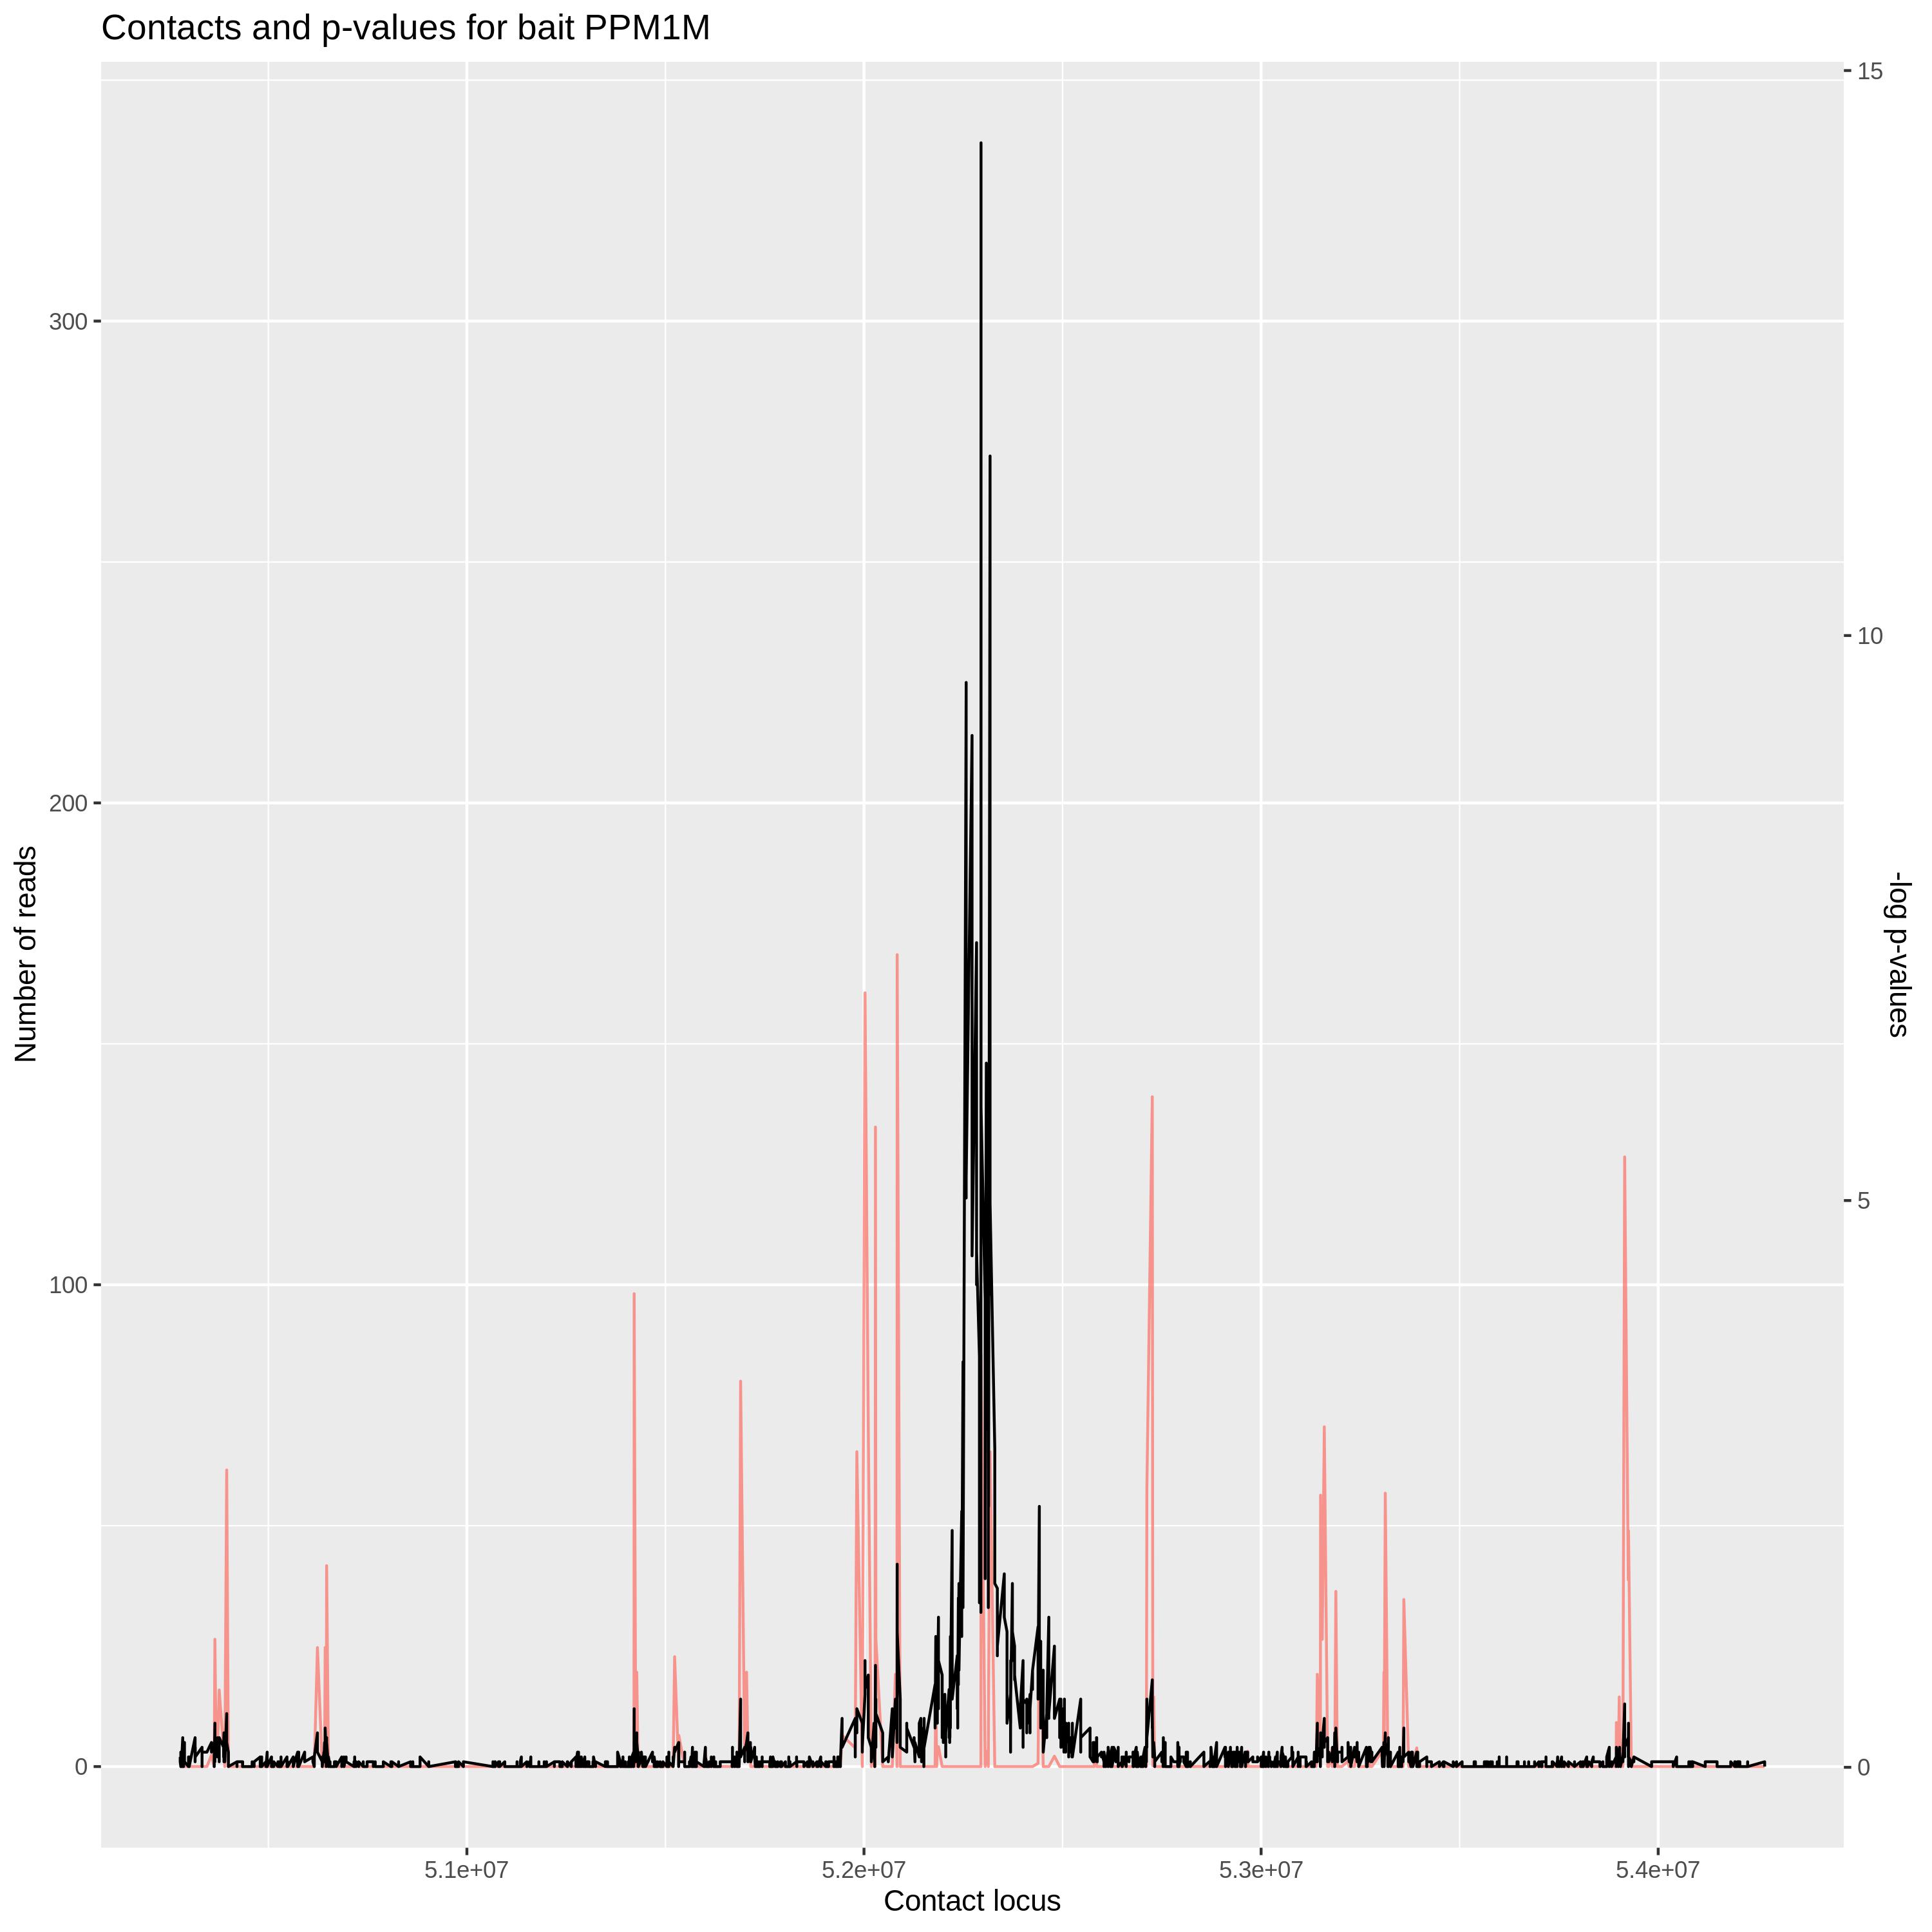 Contacts and p-values for bait PPM1M
Number of reads
300
200
100
0
15
10
5
0
-log p-values
5.1e+07
5.2e+07
5.3e+07
5.4e+07
Contact locus